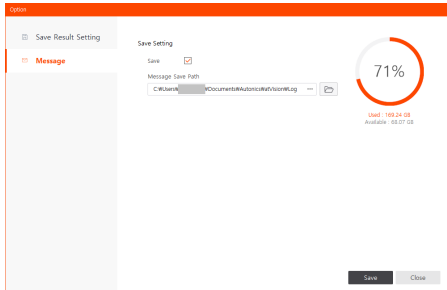 Option
Save Result Setting
Message
Save Setting
Save
Message Save Path
C:₩Users₩ ₩Documents₩Autonics₩atVision₩Log ...
71%
Used : 169.24 GB
Available : 68.07 GB
Save Close